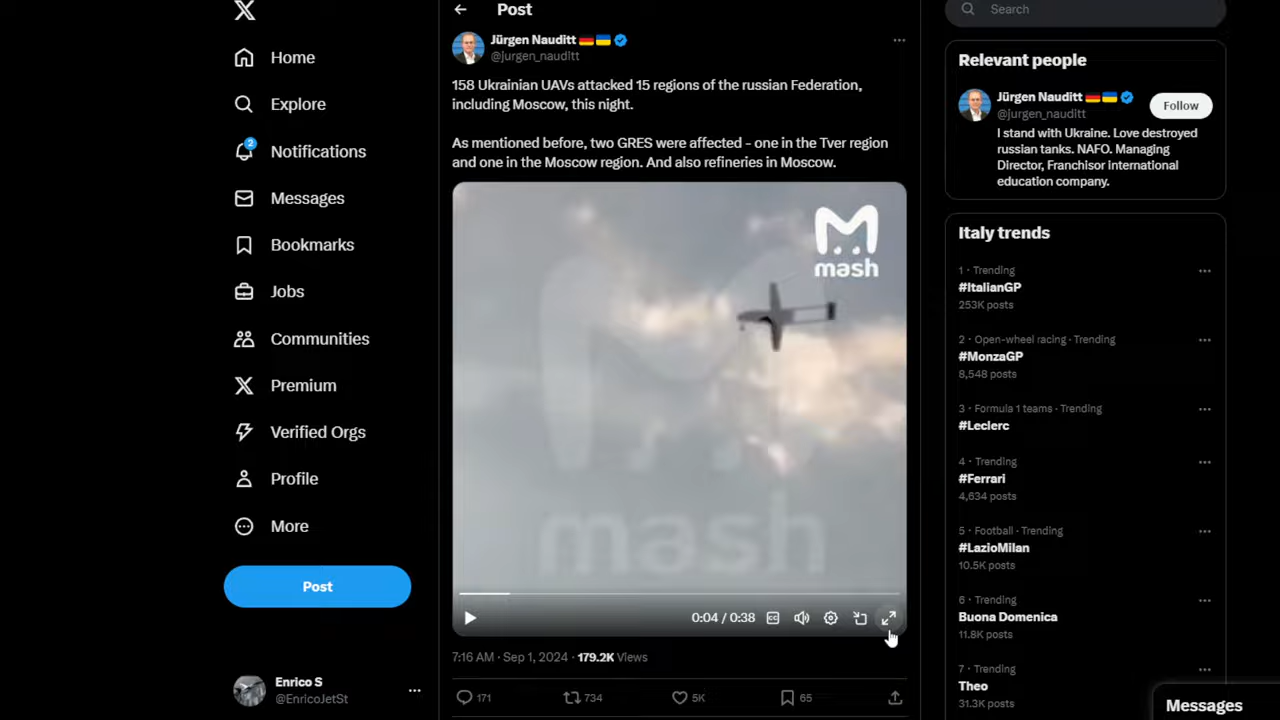 Home
Explore
2
Notifications
Messages
Bookmarks
Jobs
Communities
Premium
Verified Orgs
Profile
More
Post
Enrico S
@EnricoJetSt
Post
Jürgen Nauditt
@jurgen_nauditt
158 Ukrainian UAVs attacked 15 regions of the russian Federation,
including Moscow, this night.
As mentioned before, two GRES were affected - one in the Tver region
and one in the Moscow region. And also refineries in Moscow.
mash
mash
0:04 / 0:38
CC
7:16 AM · Sep 1, 2024 · 179.2K Views
171
734
5K
65
Search
Relevant people
Jürgen Nauditt
@jurgen_nauditt
Follow
I stand with Ukraine. Love destroyed
russian tanks. NAFO. Managing
Director, Franchisor international
education company.
Italy trends
1 · Trending
#ItalianGP
253K posts
2 · Open-wheel racing · Trending
#MonzaGP
8,548 posts
3 · Formula 1 teams · Trending
#Leclerc
4 · Trending
#Ferrari
4,634 posts
5 · Football · Trending
#LazioMilan
10.5K posts
6 · Trending
Buona Domenica
11.8K posts
7 · Trending
Theo
31.3K posts
Messages